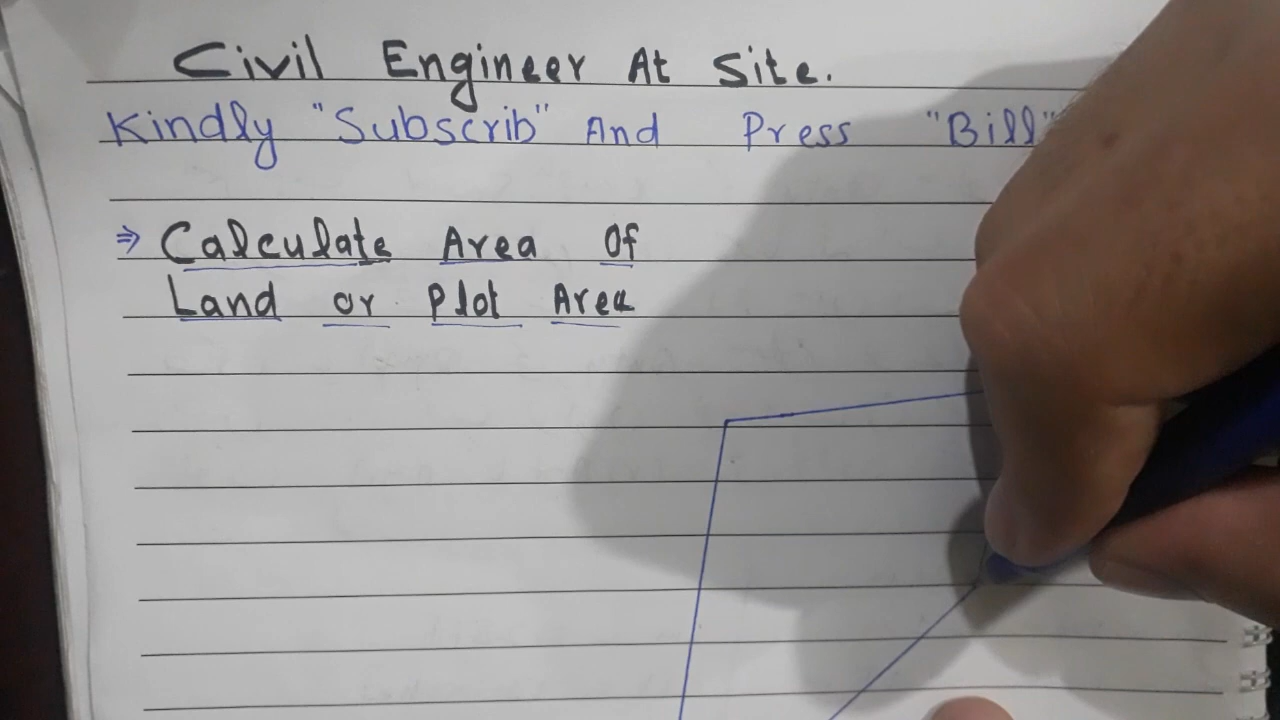 Civil Engineer At Site.
Kindly "Subscrib" And Press "Bill"
⇒ Calculate Area Of
Land or Plot Area